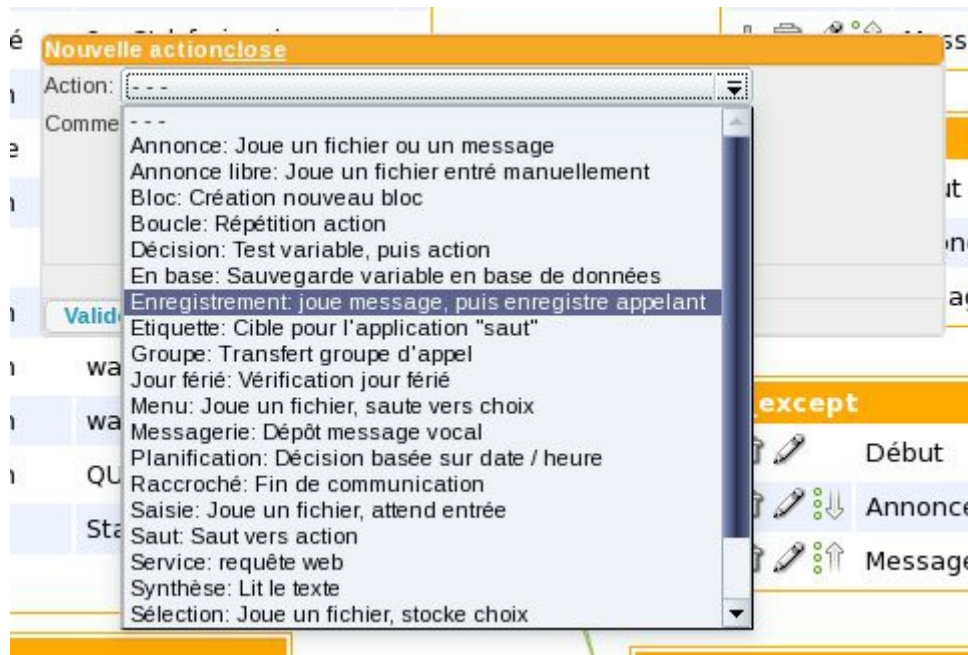 Nouvelle actionclose
Action: - - -
- - -
Annonce: Joue un fichier ou un message
Annonce libre: Joue un fichier entré manuellement
Bloc: Création nouveau bloc
Boucle: Répétition action
Décision: Test variable, puis action
En base: Sauvegarde variable en base de données
Enregistrement: joue message, puis enregistre appelant
Etiquette: Cible pour l'application "saut"
Groupe: Transfert groupe d'appel
Jour férié: Vérification jour férié
Menu: Joue un fichier, saute vers choix
Messagerie: Dépôt message vocal
Planification: Décision basée sur date / heure
Raccroché: Fin de communication
Saisie: Joue un fichier, attend entrée
Saut: Saut vers action
Service: requête web
Synthèse: Lit le texte
Sélection: Joue un fichier, stocke choix
Début